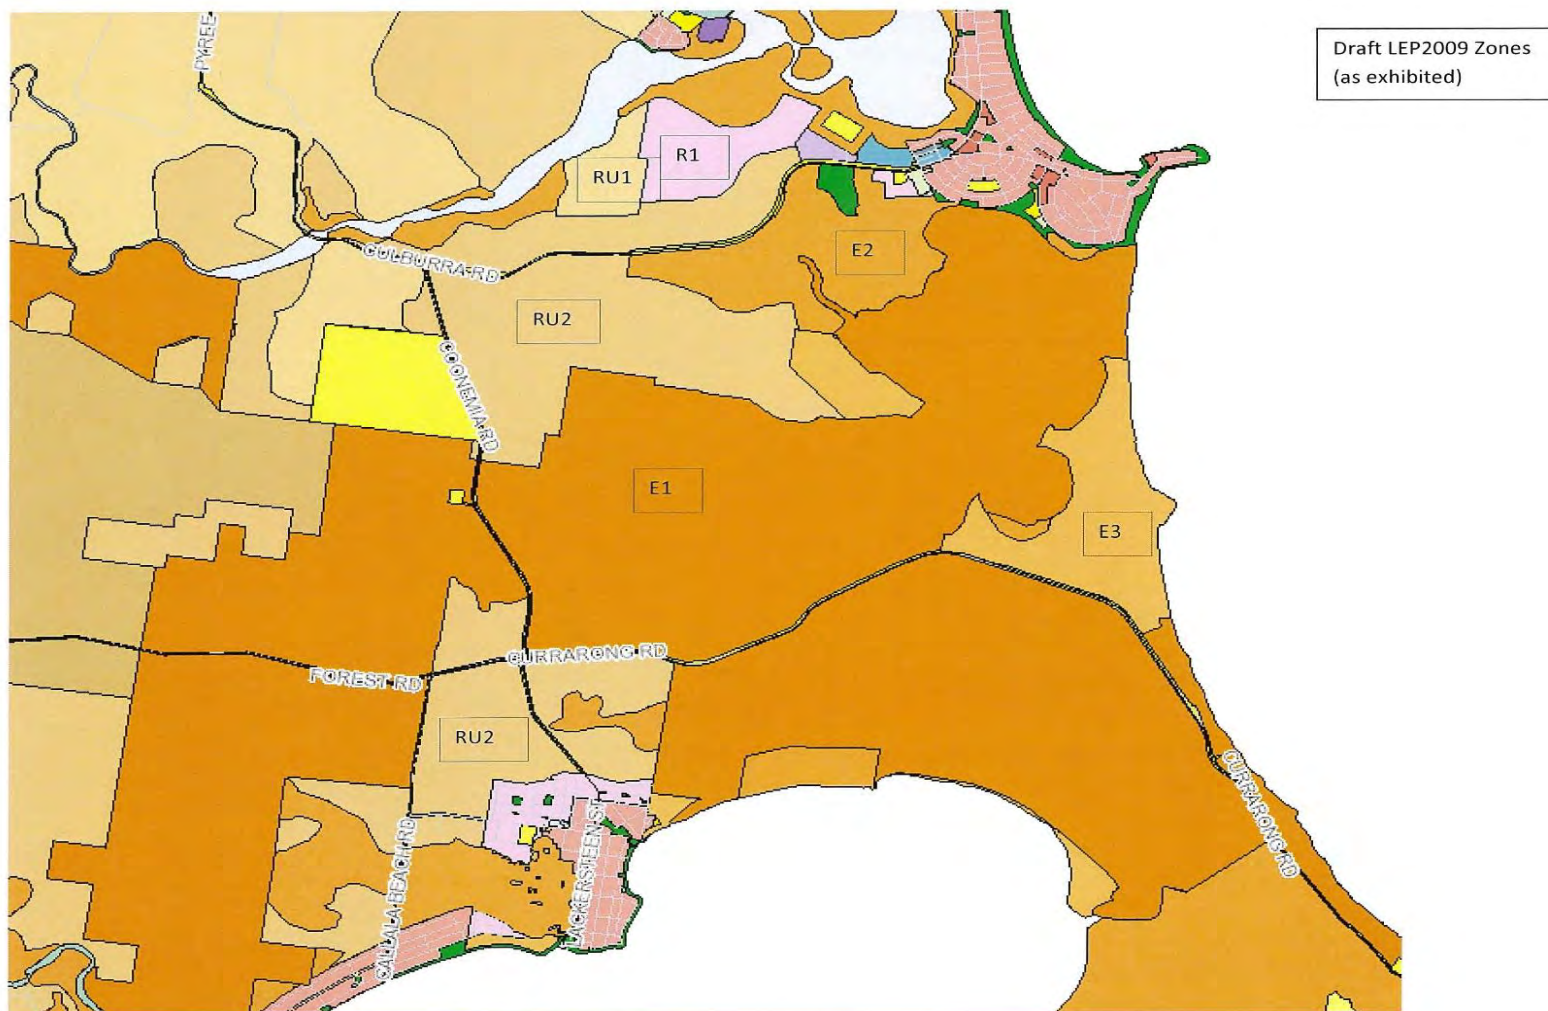 PYREE
Draft LEP2009 Zones
(as exhibited)
R1
RU1
E2
CULBURRA RD
RU2
COONEMIA RD
E1
E3
CURRARONG RD
FOREST RD
RU2
CURRARONG RD
CALLALA BEACH RD
LACKERSTEEN ST